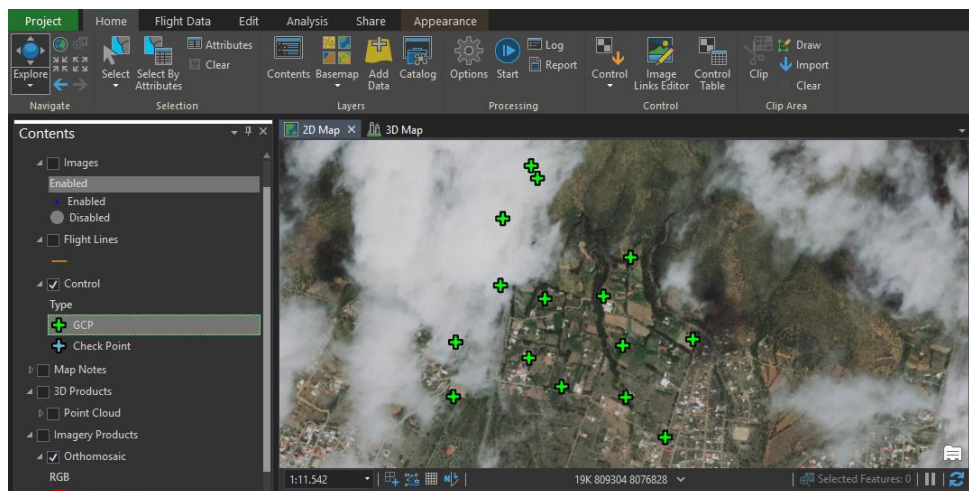 Project Home Flight Data Edit Analysis Share Appearance
Explore
Select
Select By Attributes
Attributes
Clear
Contents
Basemap
Add Data
Catalog
Options
Start
Log
Report
Control
Image Links Editor
Control Table
Clip
Draw
Import
Clear
Navigate Selection Layers Processing Control Clip Area
Contents
2D Map
3D Map
Images
Enabled
Enabled
Disabled
Flight Lines
Control
Type
GCP
Check Point
Map Notes
3D Products
Point Cloud
Imagery Products
Orthomosaic
RGB
1:11.542
19K 809304 8076828
Selected Features: 0